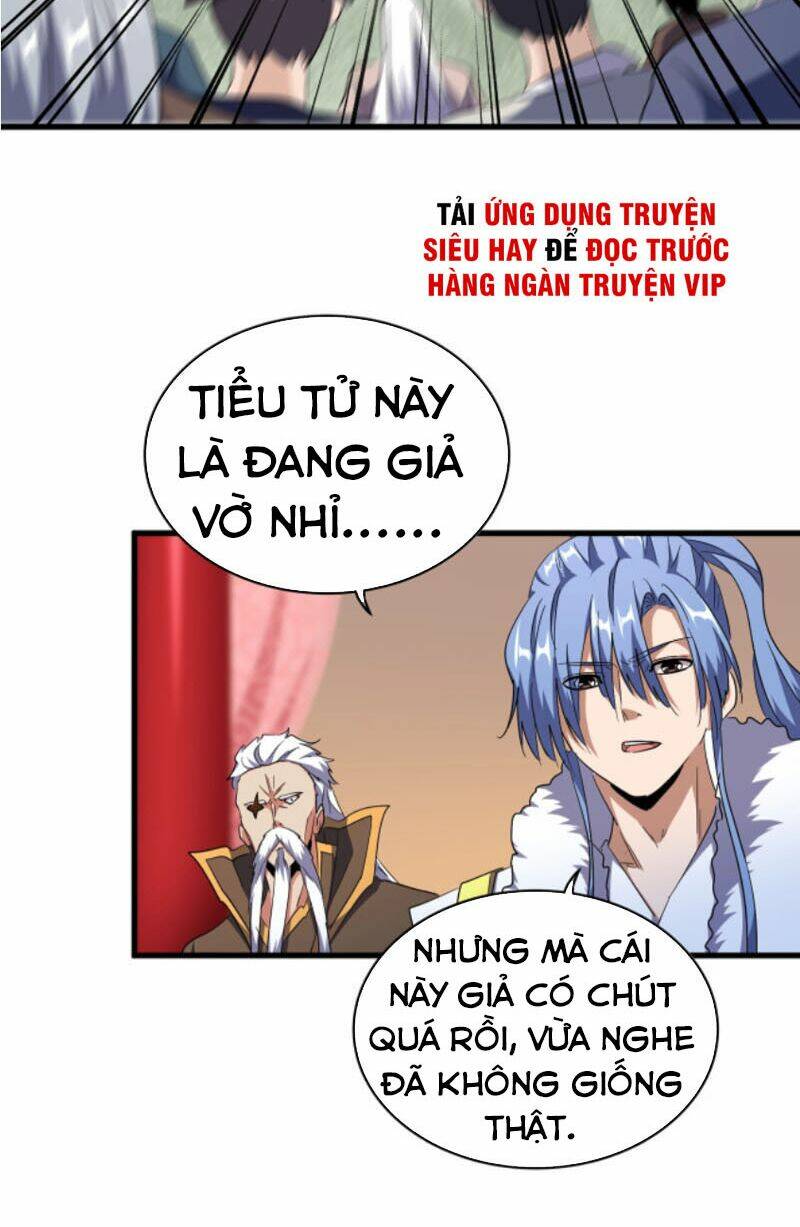 TẢI ỨNG DỤNG TRUYỆN
SIÊU HAY ĐỂ ĐỌC TRƯỚC
HÀNG NGÀN TRUYỆN VIP
TIỂU TỬ NÀY
LÀ ĐANG GIẢ
VỜ NHỈ......
NHƯNG MÀ CÁI
NÀY GIẢ CÓ CHÚT
QUÁ RỒI, VỪA NGHE
ĐÃ KHÔNG GIỐNG
THẬT.